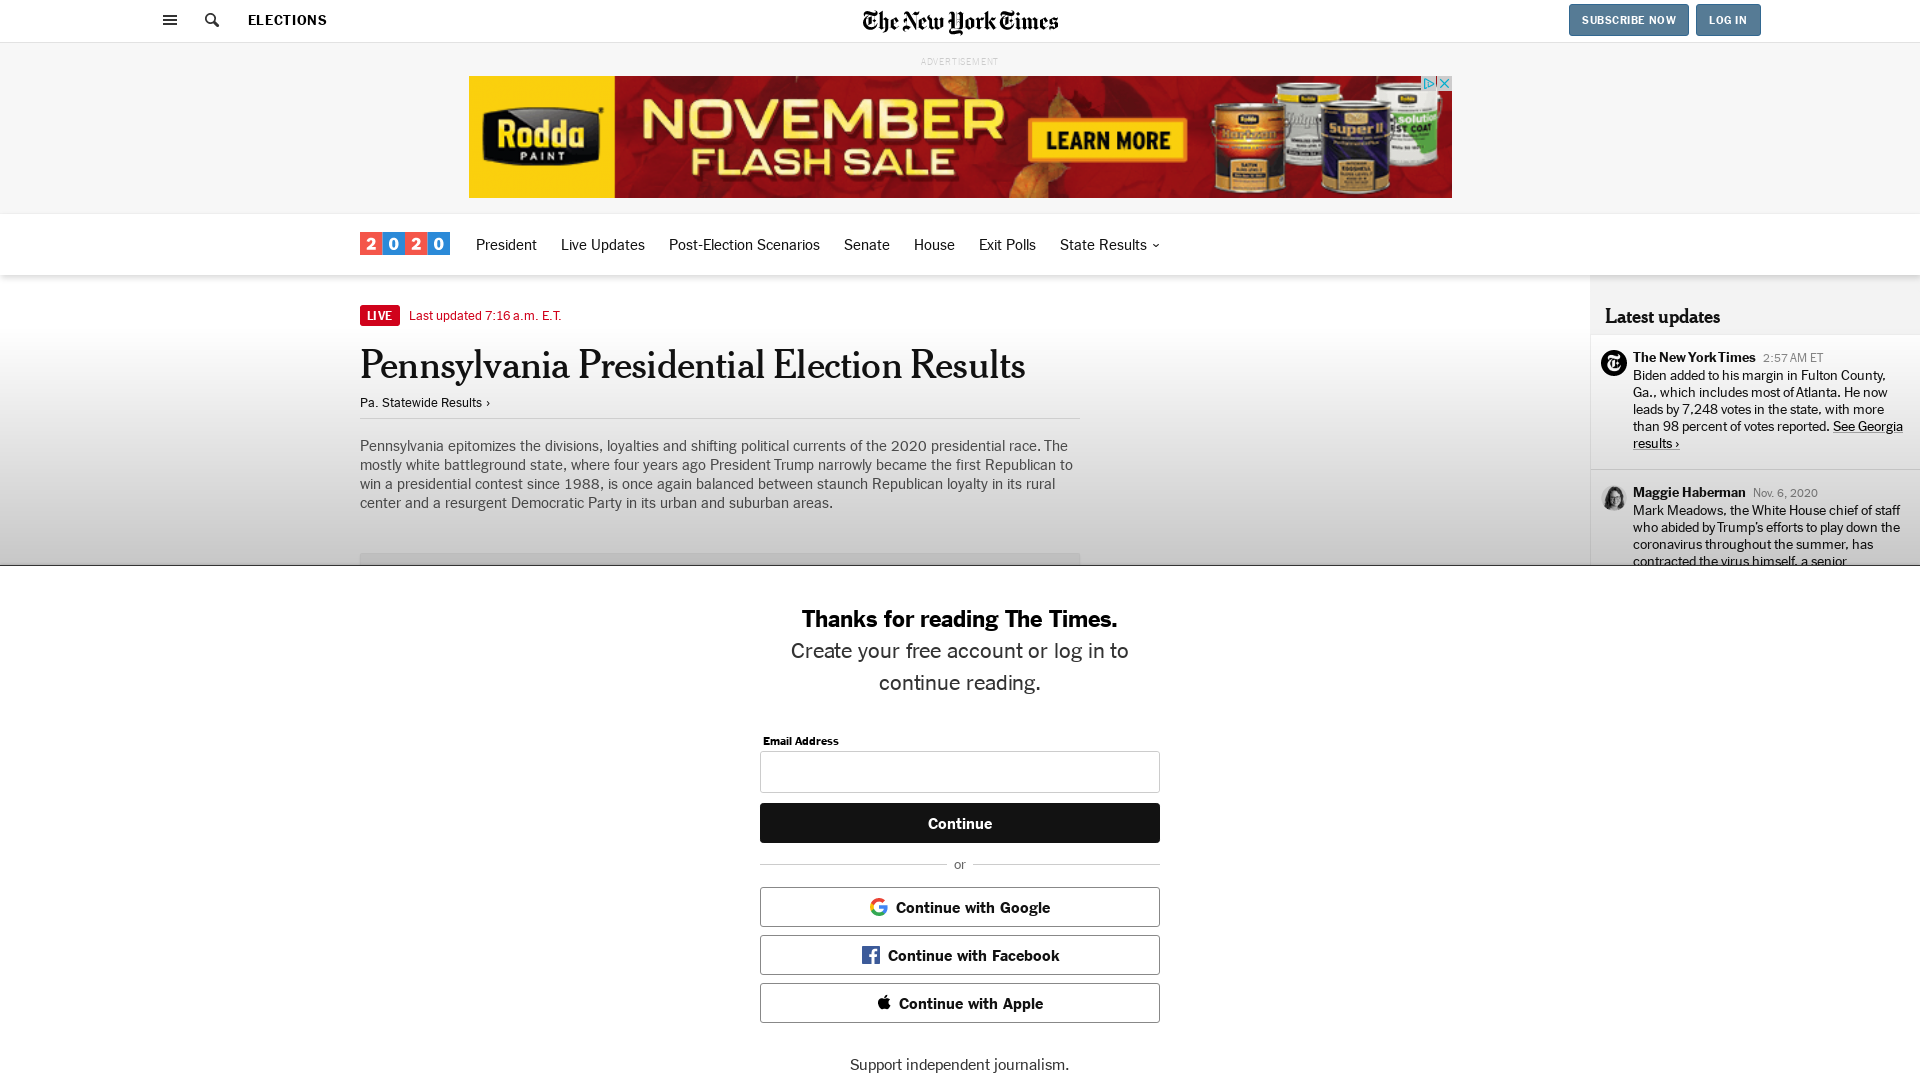 ELECTIONS
The New York Times
SUBSCRIBE NOW
LOG IN
ADVERTISEMENT
Rodda
PAINT
NOVEMBER
FLASH SALE
LEARN MORE
2020
President
Live Updates
Post-Election Scenarios
Senate
House
Exit Polls
State Results
LIVE
Last updated 7:16 a.m. E.T.
Pennsylvania Presidential Election Results
Pa. Statewide Results ›
Pennsylvania epitomizes the divisions, loyalties and shifting political currents of the 2020 presidential race. The
mostly white battleground state, where four years ago President Trump narrowly became the first Republican to
win a presidential contest since 1988, is once again balanced between staunch Republican loyalty in its rural
center and a resurgent Democratic Party in its urban and suburban areas.
Latest updates
The New York Times 2:57 AM ET
Biden added to his margin in Fulton County,
Ga., which includes most of Atlanta. He now
leads by 7,248 votes in the state, with more
than 98 percent of votes reported. See Georgia
results ›
Maggie Haberman Nov. 6, 2020
Mark Meadows, the White House chief of staff
who abided by Trump's efforts to play down the
coronavirus throughout the summer, has
contracted the virus himself, a senior
Thanks for reading The Times.
Create your free account or log in to
continue reading.
Email Address
Continue
or
Continue with Google
Continue with Facebook
Continue with Apple
Support independent journalism.